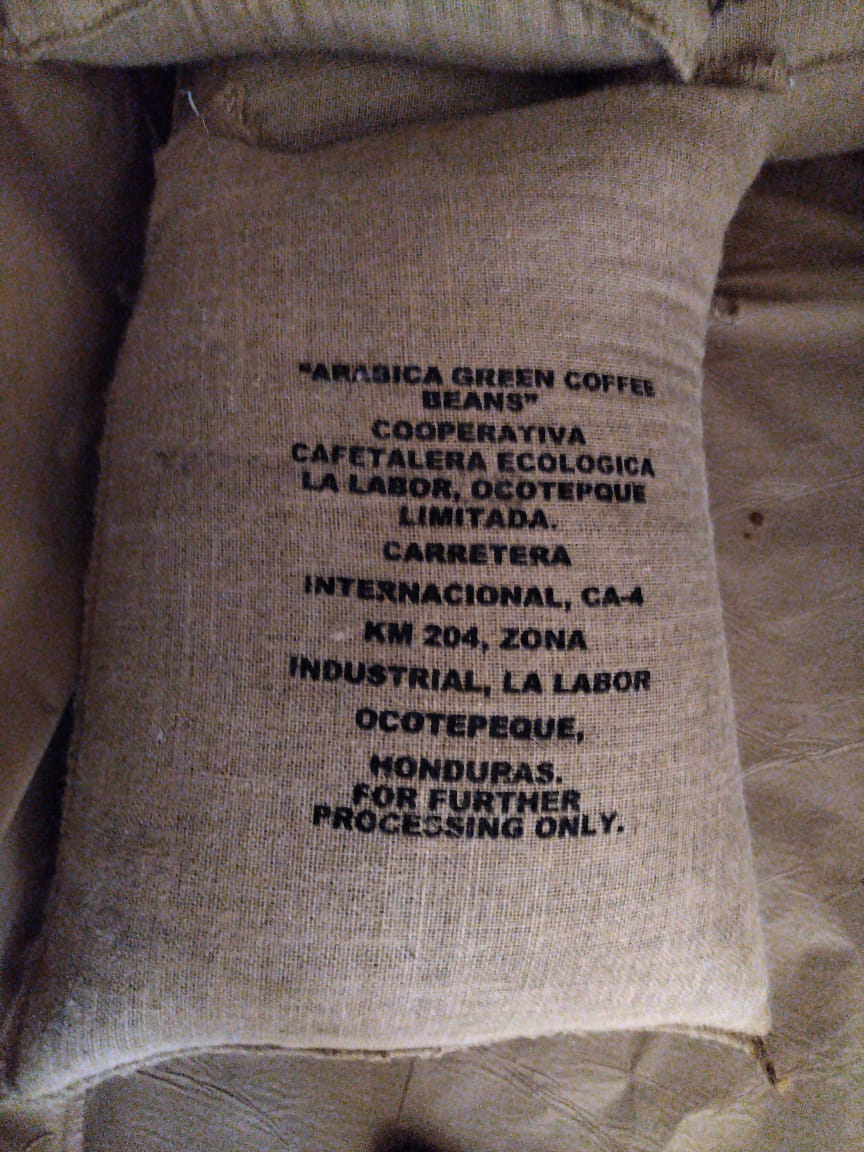 "ARABICA GREEN COFFEE
BEANS"
COOPERATIVA
CAFETALERA ECOLOGICA
LA LABOR, OCOTEPQUE
LIMITADA.
CARRETERA
INTERNACIONAL, CA-4
KM 204, ZONA
INDUSTRIAL, LA LABOR
OCOTEPEQUE,
HONDURAS.
FOR FURTHER
PROCESSING ONLY.